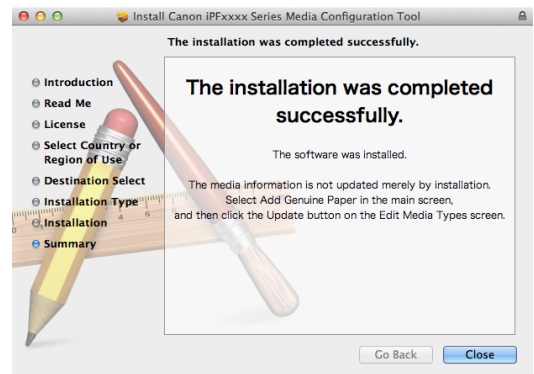 Install Canon iPFxxxx Series Media Configuration Tool
The installation was completed successfully.
Introduction
Read Me
License
Select Country or
Region of Use
Destination Select
Installation Type
Installation
Summary
The installation was completed
successfully.
The software was installed.
The media information is not updated merely by installation.
Select Add Genuine Paper in the main screen,
and then click the Update button on the Edit Media Types screen.
4
5
Go Back
Close